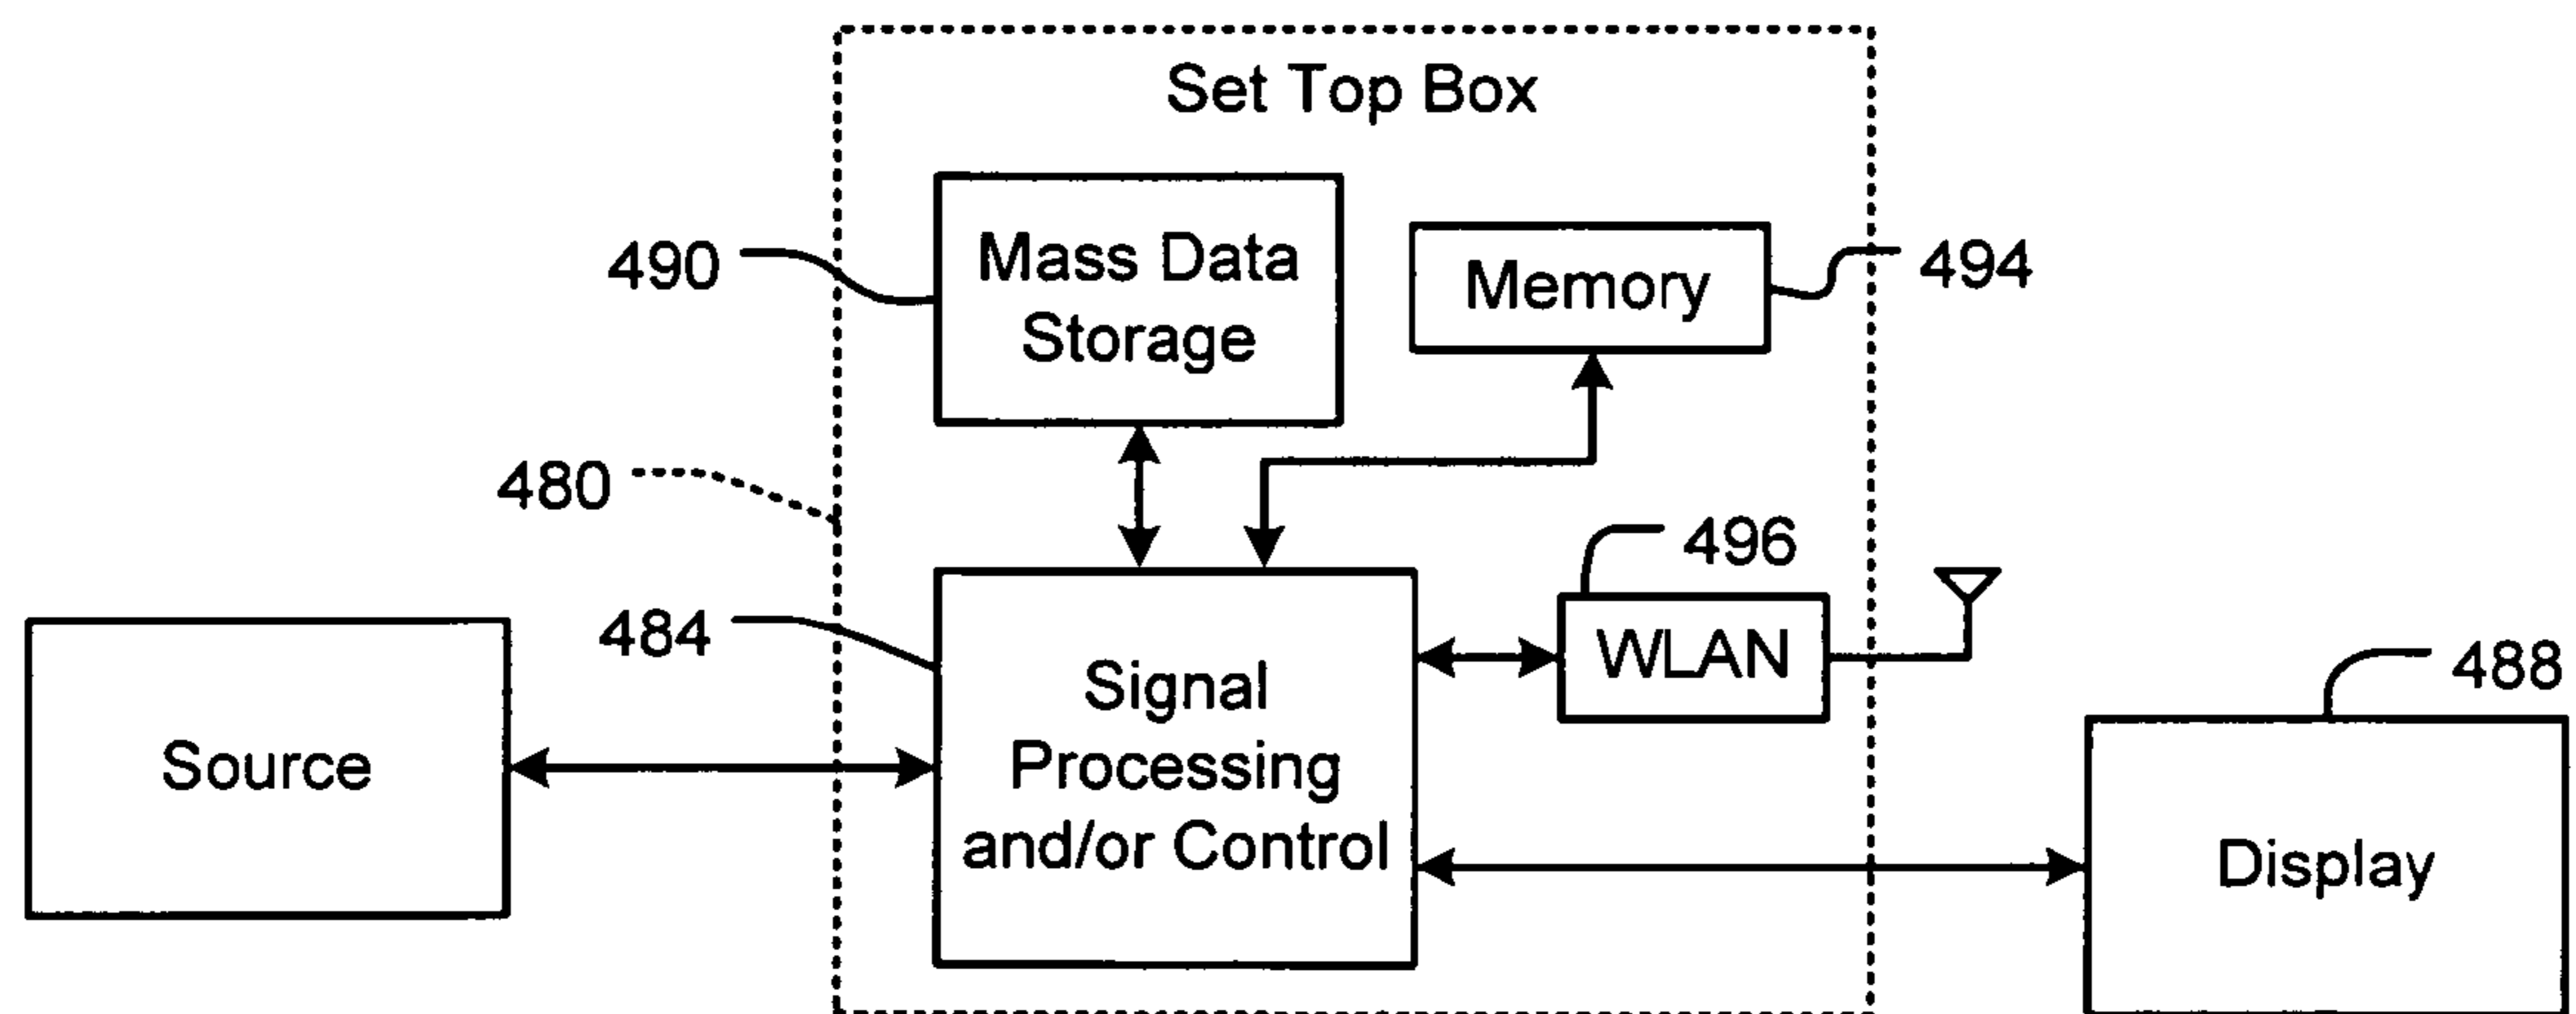 Set Top Box
490
Mass Data
Storage
Memory
494
480
496
484
WLAN
488
Signal
Processing
and/or Control
Source
Display